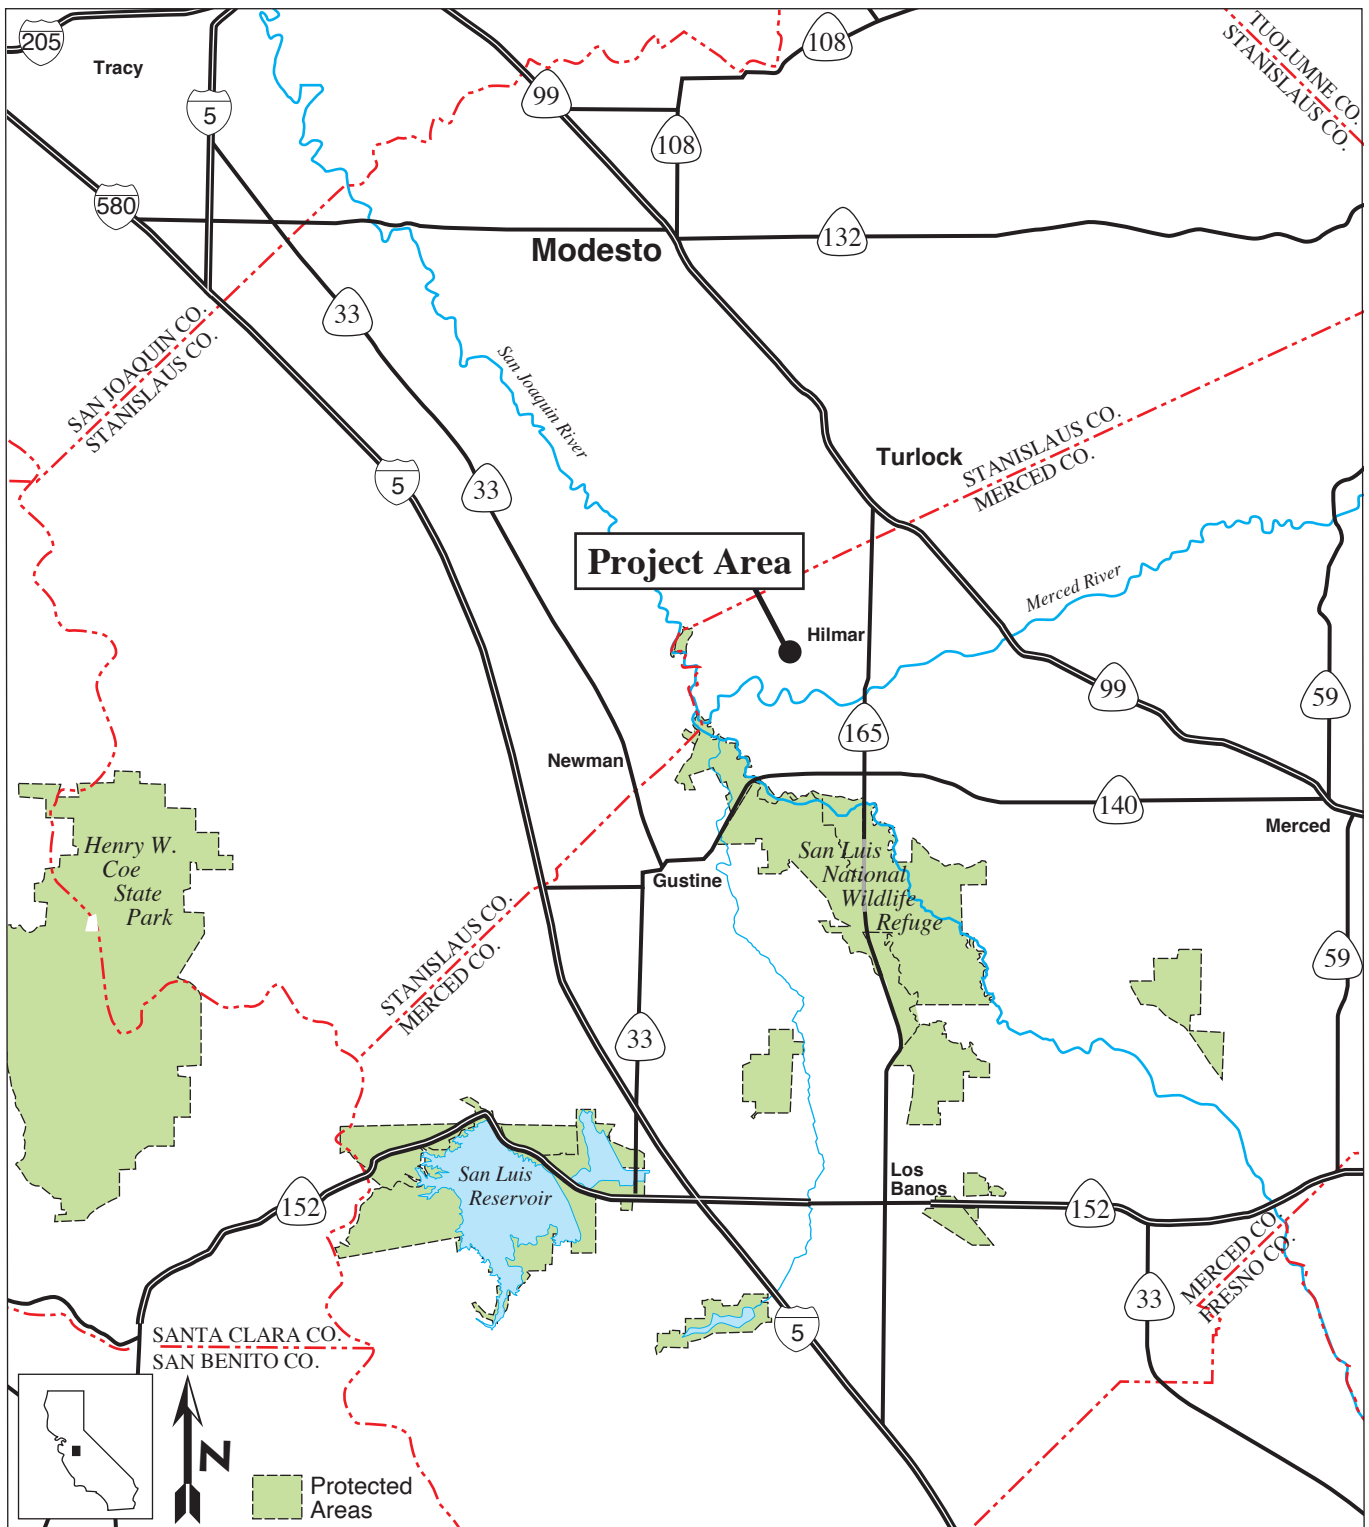 205
Tracy
5
99
108
108
TUOLUMNE CO.
STANISLAUS CO.
580
Modesto
132
33
SAN JOAQUIN CO.
STANISLAUS CO.
San Joaquin River
5
33
Turlock
STANISLAUS CO.
MERCED CO.
Project Area
Merced River
Hilmar
99
59
165
Newman
140
Merced
Henry W.
Coe
State
Park
Gustine
San Luis
National
Wildlife
Refuge
STANISLAUS CO.
MERCED CO.
59
33
San Luis
Reservoir
Los
Banos
152
152
MERCED CO.
FRESNO CO.
33
5
SANTA CLARA CO.
SAN BENITO CO.
N
Protected
Areas